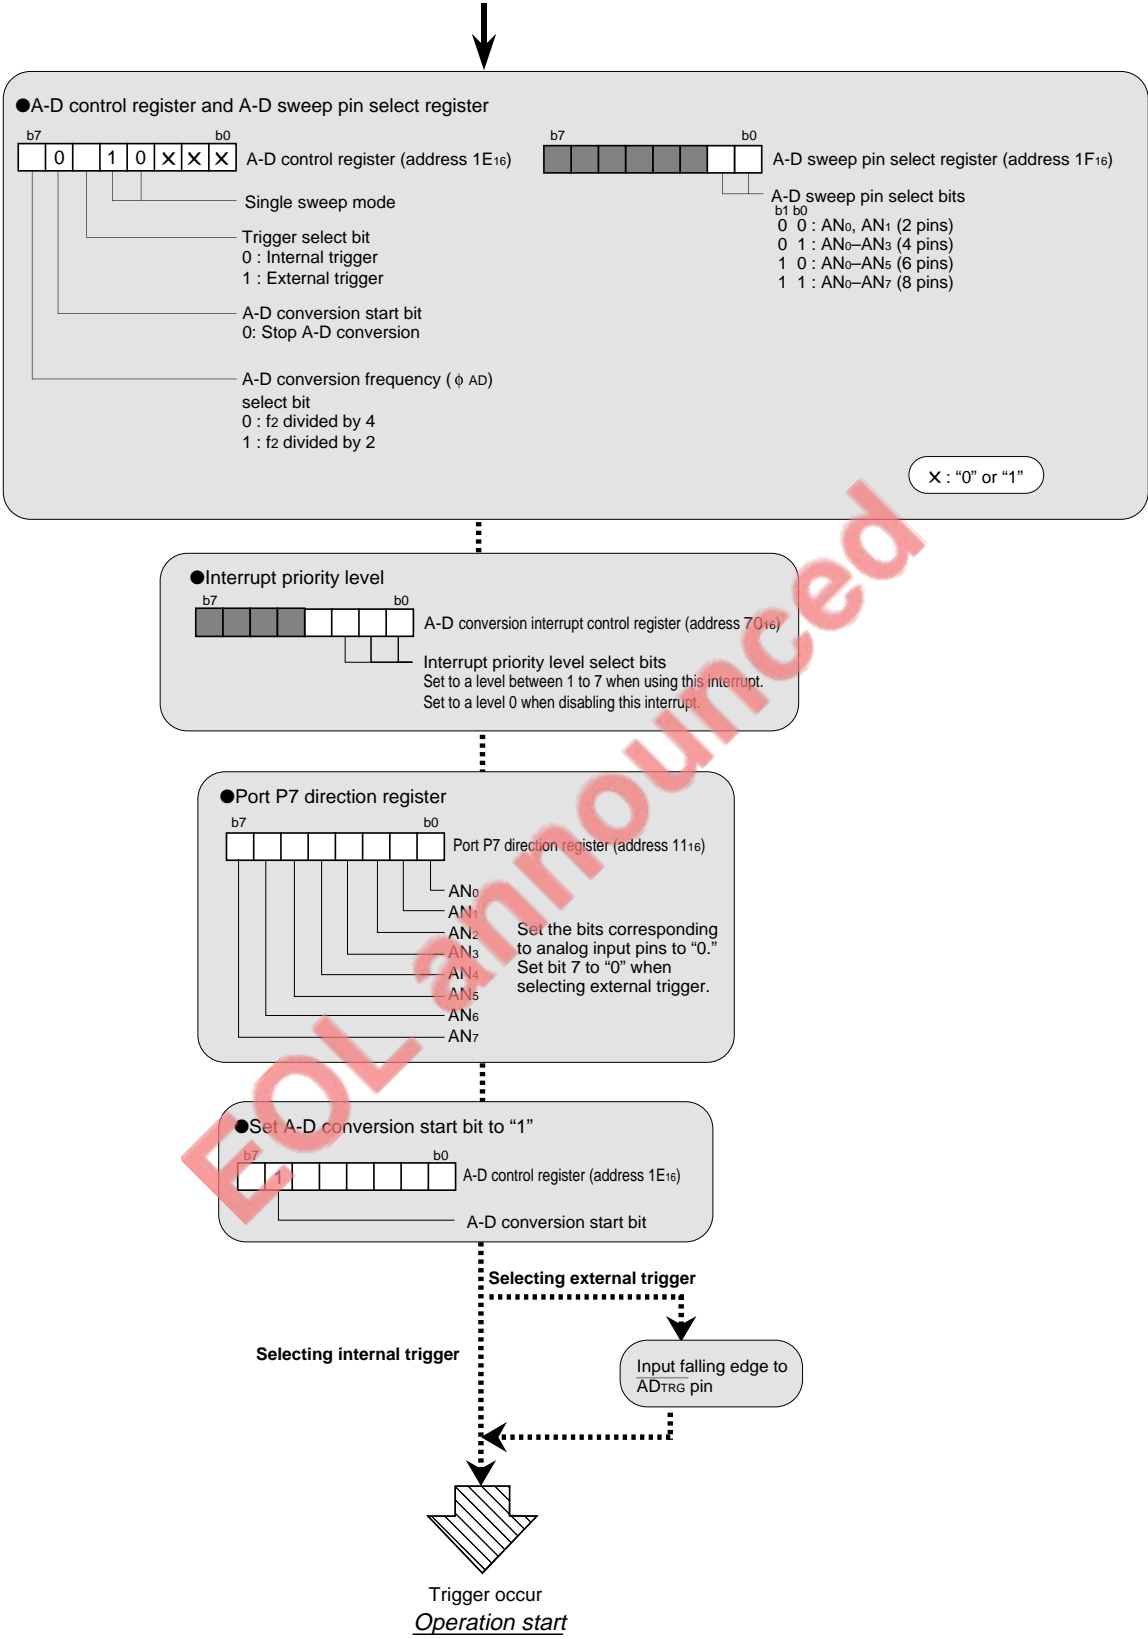 ●A-D control register and A-D sweep pin select register
b7 b0
0 1 0 × × × A-D control register (address 1E16)
Single sweep mode
Trigger select bit
0 : Internal trigger
1 : External trigger
A-D conversion start bit
0: Stop A-D conversion
A-D conversion frequency (ϕ AD)
select bit
0 : f2 divided by 4
1 : f2 divided by 2
b7 b0
A-D sweep pin select register (address 1F16)
A-D sweep pin select bits
b1 b0
0 0 : AN0, AN1 (2 pins)
0 1 : AN0–AN3 (4 pins)
1 0 : AN0–AN5 (6 pins)
1 1 : AN0–AN7 (8 pins)
× : “0” or “1”
●Interrupt priority level
b7 b0
A-D conversion interrupt control register (address 7016)
Interrupt priority level select bits
Set to a level between 1 to 7 when using this interrupt.
Set to a level 0 when disabling this interrupt.
●Port P7 direction register
b7 b0
Port P7 direction register (address 1116)
AN0
AN1
AN2
AN3
AN4
AN5
AN6
AN7
Set the bits corresponding
to analog input pins to “0.”
Set bit 7 to “0” when
selecting external trigger.
●Set A-D conversion start bit to “1”
b7 b0
1 A-D control register (address 1E16)
A-D conversion start bit
Selecting external trigger
Selecting internal trigger
Input falling edge to
ADTRG pin
Trigger occur
Operation start
EOL announced